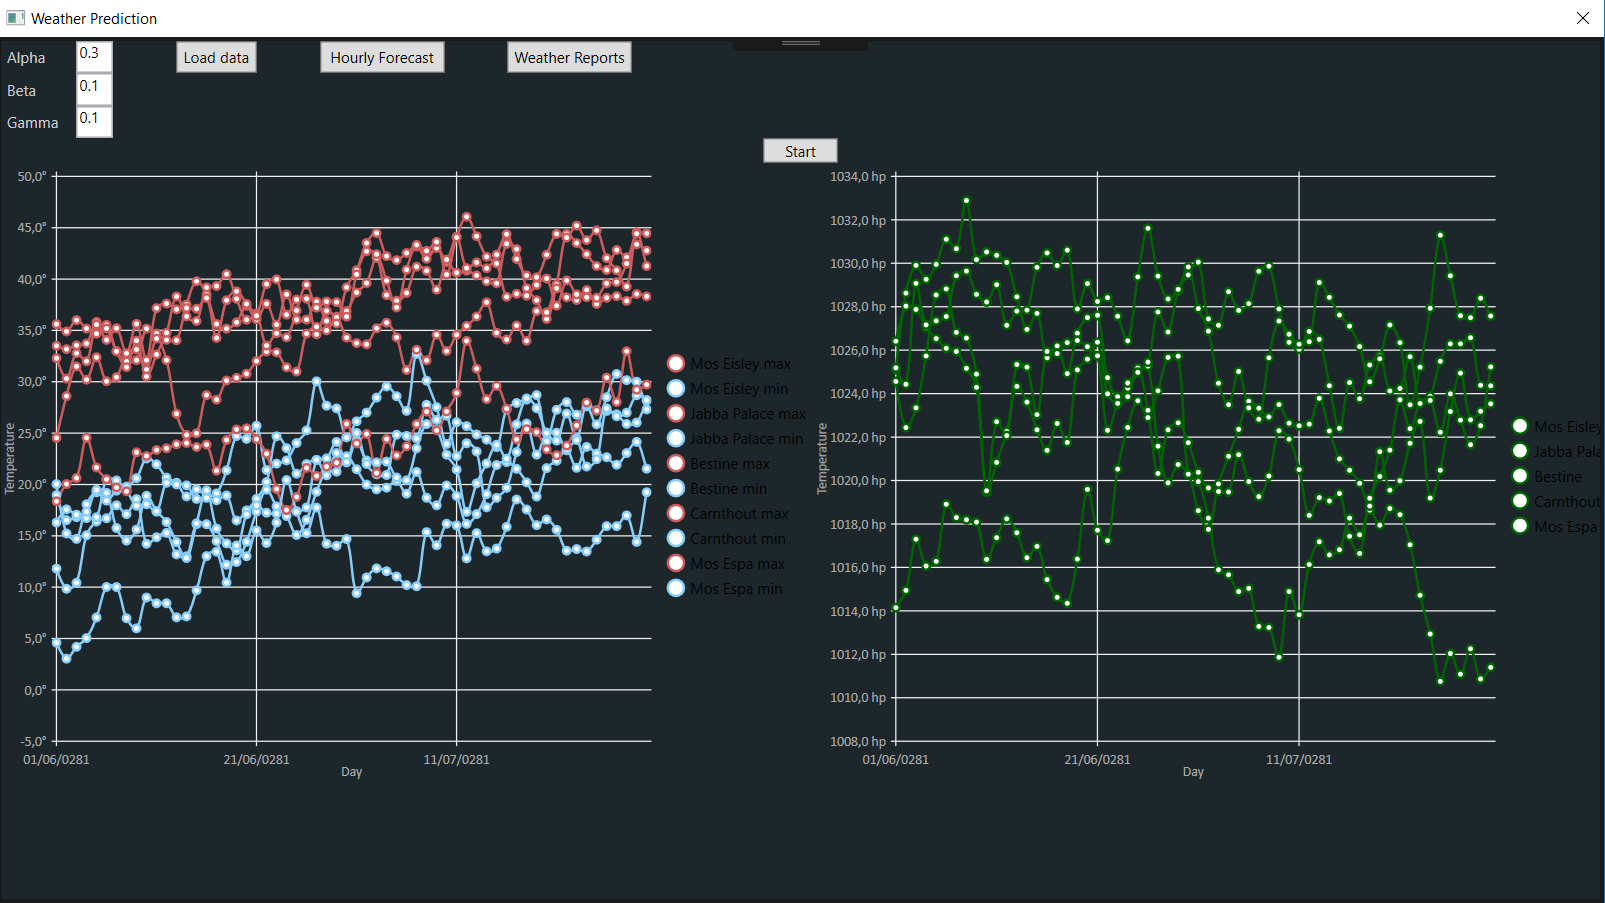 Weather Prediction
Alpha
0.3
Load data
Hourly Forecast
Weather Reports
Beta
0.1
Gamma
0.1
Start
50,0°
45,0°
40,0°
35,0°
30,0°
25,0°
20,0°
15,0°
10,0°
5,0°
0,0°
-5,0°
Temperature
01/06/0281
21/06/0281
11/07/0281
Day
Mos Eisley max
Mos Eisley min
Jabba Palace max
Jabba Palace min
Bestine max
Bestine min
Carnthout max
Carnthout min
Mos Espa max
Mos Espa min
1034,0 hp
1032,0 hp
1030,0 hp
1028,0 hp
1026,0 hp
1024,0 hp
1022,0 hp
1020,0 hp
1018,0 hp
1016,0 hp
1014,0 hp
1012,0 hp
1010,0 hp
1008,0 hp
Temperature
01/06/0281
21/06/0281
11/07/0281
Day
Mos Eisley
Jabba Pala
Bestine
Carnthout
Mos Espa